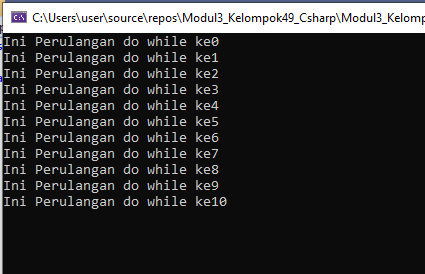 C:\Users\user\source\repos\Modul3_Kelompok49_Csharp\Modul3_Kelomp
Ini Perulangan do while ke0
Ini Perulangan do while ke1
Ini Perulangan do while ke2
Ini Perulangan do while ke3
Ini Perulangan do while ke4
Ini Perulangan do while ke5
Ini Perulangan do while ke6
Ini Perulangan do while ke7
Ini Perulangan do while ke8
Ini Perulangan do while ke9
Ini Perulangan do while ke10